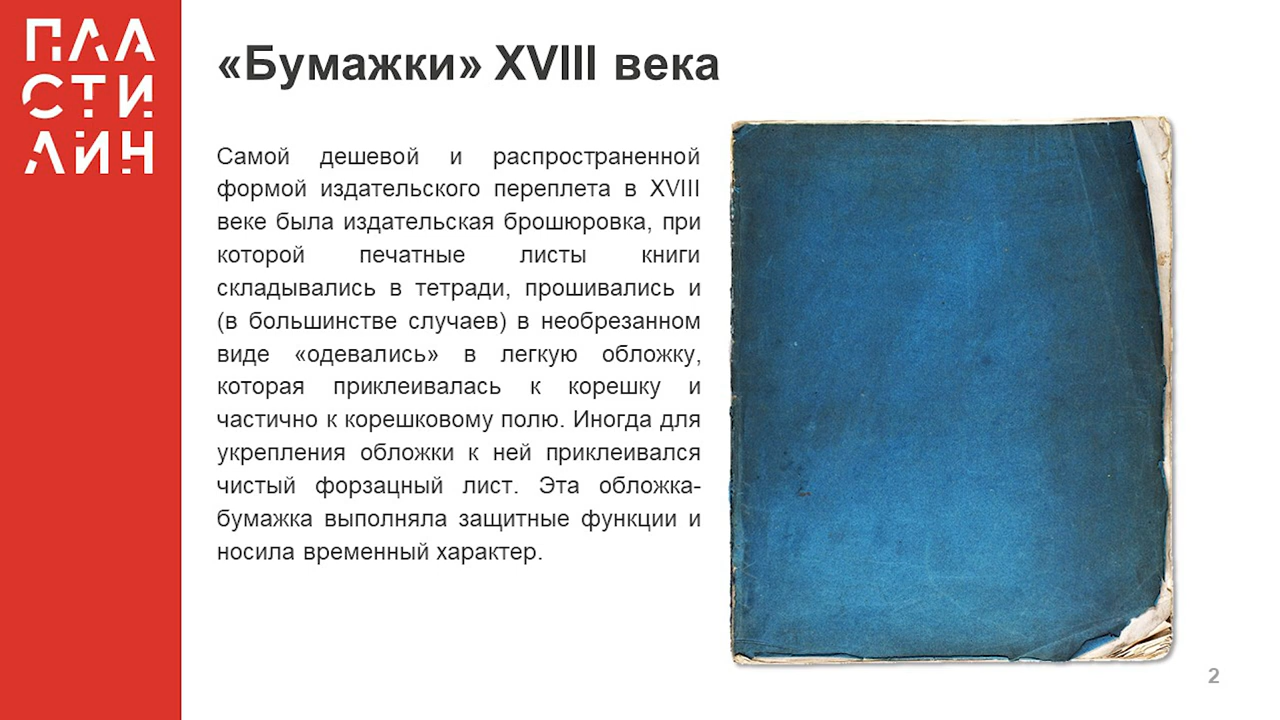 ПЛА
СТИ
ЛИН
«Бумажки» XVIII века
Самой дешевой и распространенной
формой издательского переплета в XVIII
веке была издательская брошюровка, при
которой печатные листы книги
складывались в тетради, прошивались и
(в большинстве случаев) в необрезанном
виде «одевались» в легкую обложку,
которая приклеивалась к корешку и
частично к корешковому полю. Иногда для
укрепления обложки к ней приклеивался
чистый форзацный лист. Эта обложка-
бумажка выполняла защитные функции и
носила временный характер.
2